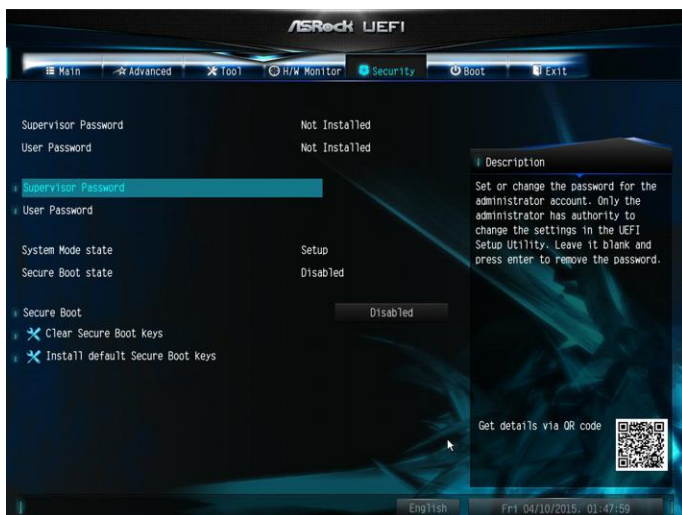 ASRock UEFI
Main Advanced Tool H/W Monitor Security Boot Exit
Supervisor Password Not Installed
User Password Not Installed
Supervisor Password
User Password
System Mode state Setup
Secure Boot state Disabled
Secure Boot Disabled
Clear Secure Boot keys
Install default Secure Boot keys
Description
Set or change the password for the
administrator account. Only the
administrator has authority to
change the settings in the UEFI
Setup Utility. Leave it blank and
press enter to remove the password.
Get details via QR code
English Fri 04/10/2015. 01:47:59